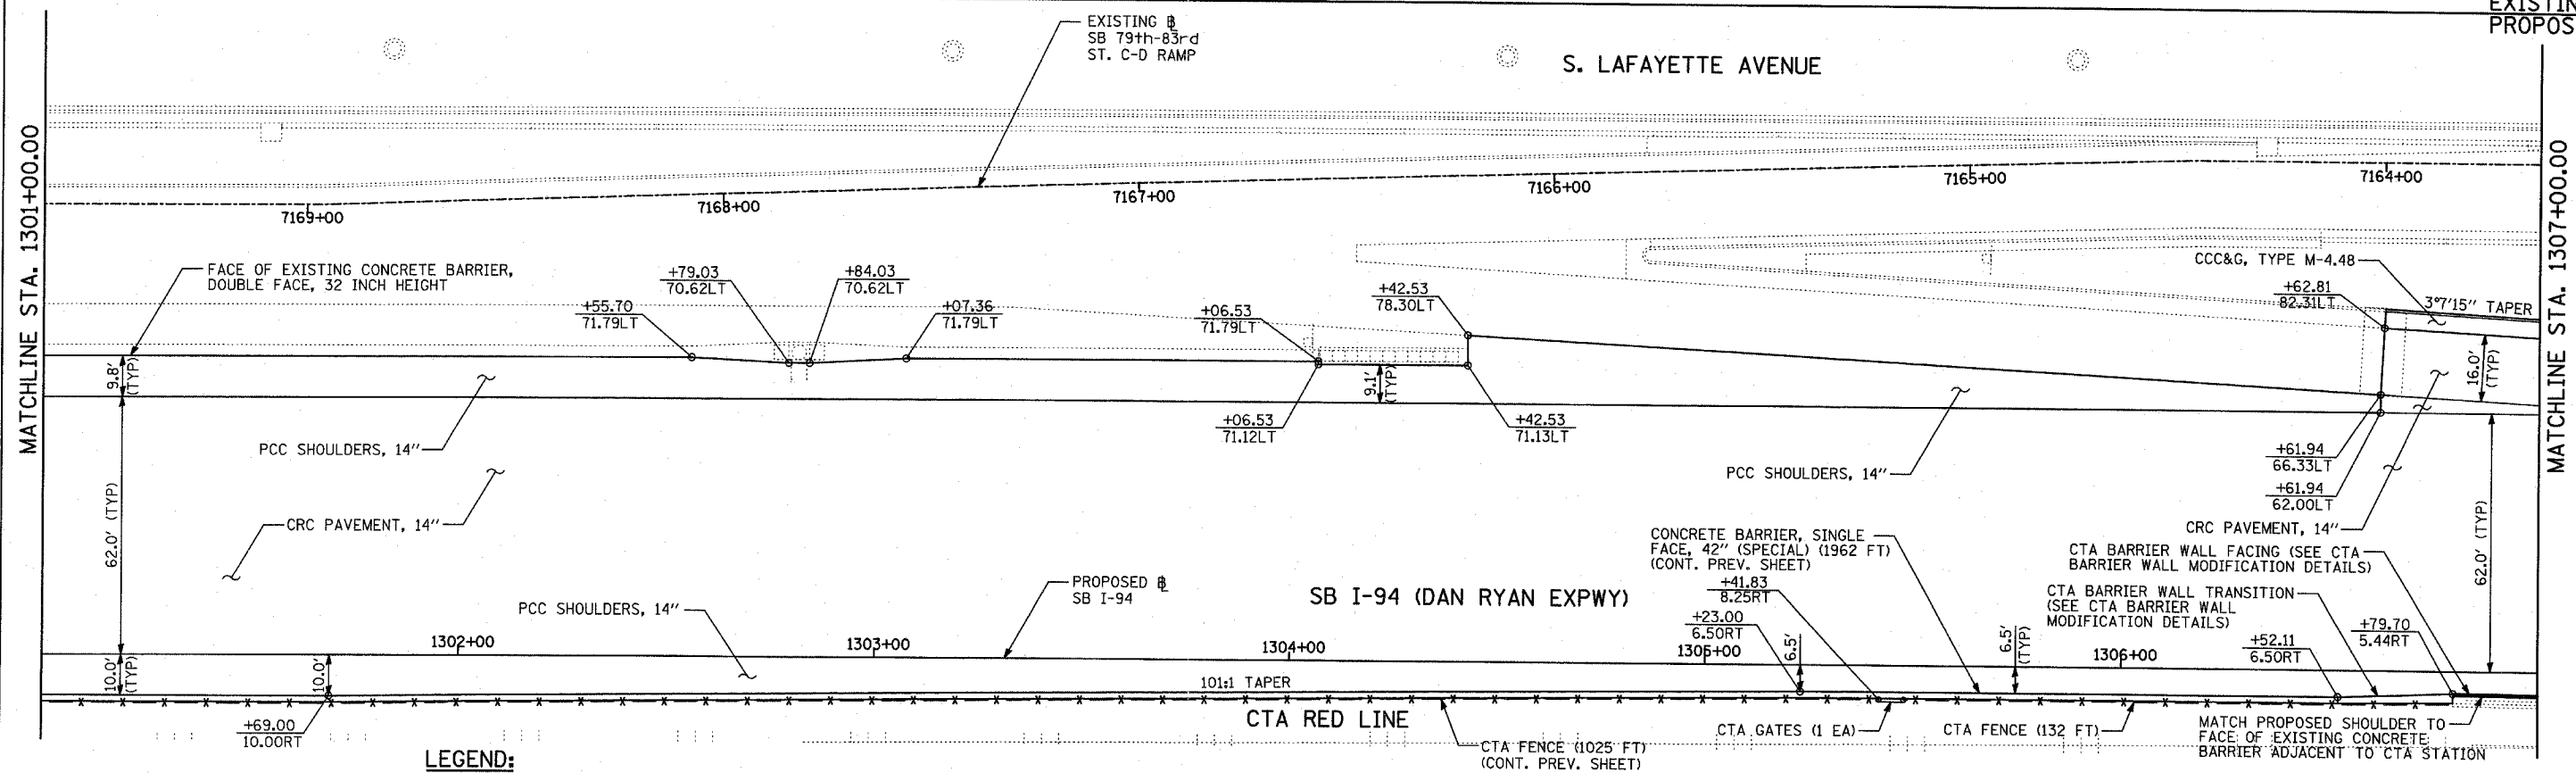 EXISTING ⅊
SB 79th-83rd
ST. C-D RAMP
S. LAFAYETTE AVENUE
PROPOS
MATCHLINE STA. 1301+00.00
MATCHLINE STA. 1307+00.00
7169+00
7168+00
7167+00
7166+00
7165+00
7164+00
FACE OF EXISTING CONCRETE BARRIER,
DOUBLE FACE, 32 INCH HEIGHT
+55.70
71.79LT
+79.03
70.62LT
+84.03
70.62LT
+07.36
71.79LT
+06.53
71.79LT
+42.53
78.30LT
CCC&G, TYPE M-4.48
+62.81
82.31LT
3°7'15" TAPER
9.8'
(TYP)
9.1'
(TYP)
16.0'
(TYP)
+06.53
71.12LT
+42.53
71.13LT
+61.94
66.33LT
+61.94
62.00LT
PCC SHOULDERS, 14"
PCC SHOULDERS, 14"
CRC PAVEMENT, 14"
CRC PAVEMENT, 14"
62.0' (TYP)
62.0' (TYP)
PCC SHOULDERS, 14"
PROPOSED ⅊
SB I-94
SB I-94 (DAN RYAN EXPWY)
CONCRETE BARRIER, SINGLE
FACE, 42" (SPECIAL) (1962 FT)
(CONT. PREV. SHEET)
+41.83
8.25RT
+23.00
6.50RT
CTA BARRIER WALL FACING (SEE CTA
BARRIER WALL MODIFICATION DETAILS)
CTA BARRIER WALL TRANSITION
(SEE CTA BARRIER WALL
MODIFICATION DETAILS)
+52.11
6.50RT
+79.70
5.44RT
1302+00
1303+00
1304+00
1305+00
1306+00
10.0'
(TYP)
10.0'
6.5'
6.5'
(TYP)
101:1 TAPER
+69.00
10.00RT
CTA RED LINE
CTA FENCE (1025 FT)
(CONT. PREV. SHEET)
CTA GATES (1 EA)
CTA FENCE (132 FT)
MATCH PROPOSED SHOULDER TO
FACE OF EXISTING CONCRETE
BARRIER ADJACENT TO CTA STATION
LEGEND: